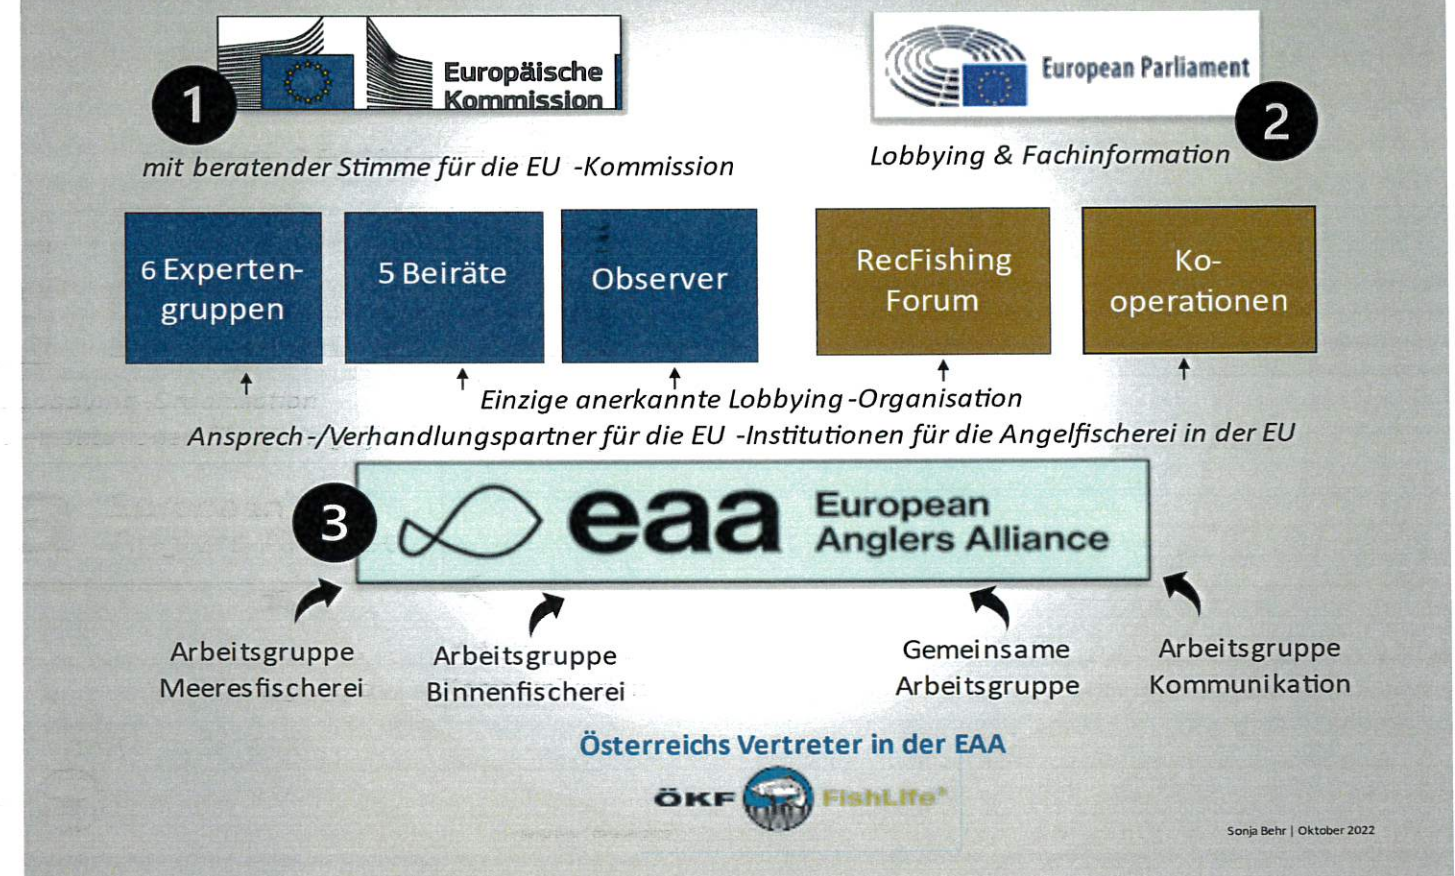 Europäische
Kommission
European Parliament
1
2
mit beratender Stimme für die EU -Kommission
Lobbying & Fachinformation
6 Experten-
gruppen
5 Beiräte
Observer
RecFishing
Forum
Ko-
operationen
Einzige anerkannte Lobbying -Organisation
Ansprech-/Verhandlungspartner für die EU -Institutionen für die Angelfischerei in der EU
3
eaa
European
Anglers Alliance
Arbeitsgruppe
Meeresfischerei
Arbeitsgruppe
Binnenfischerei
Gemeinsame
Arbeitsgruppe
Arbeitsgruppe
Kommunikation
Österreichs Vertreter in der EAA
ÖKF FishLife®
Sonja Behr | Oktober 2022